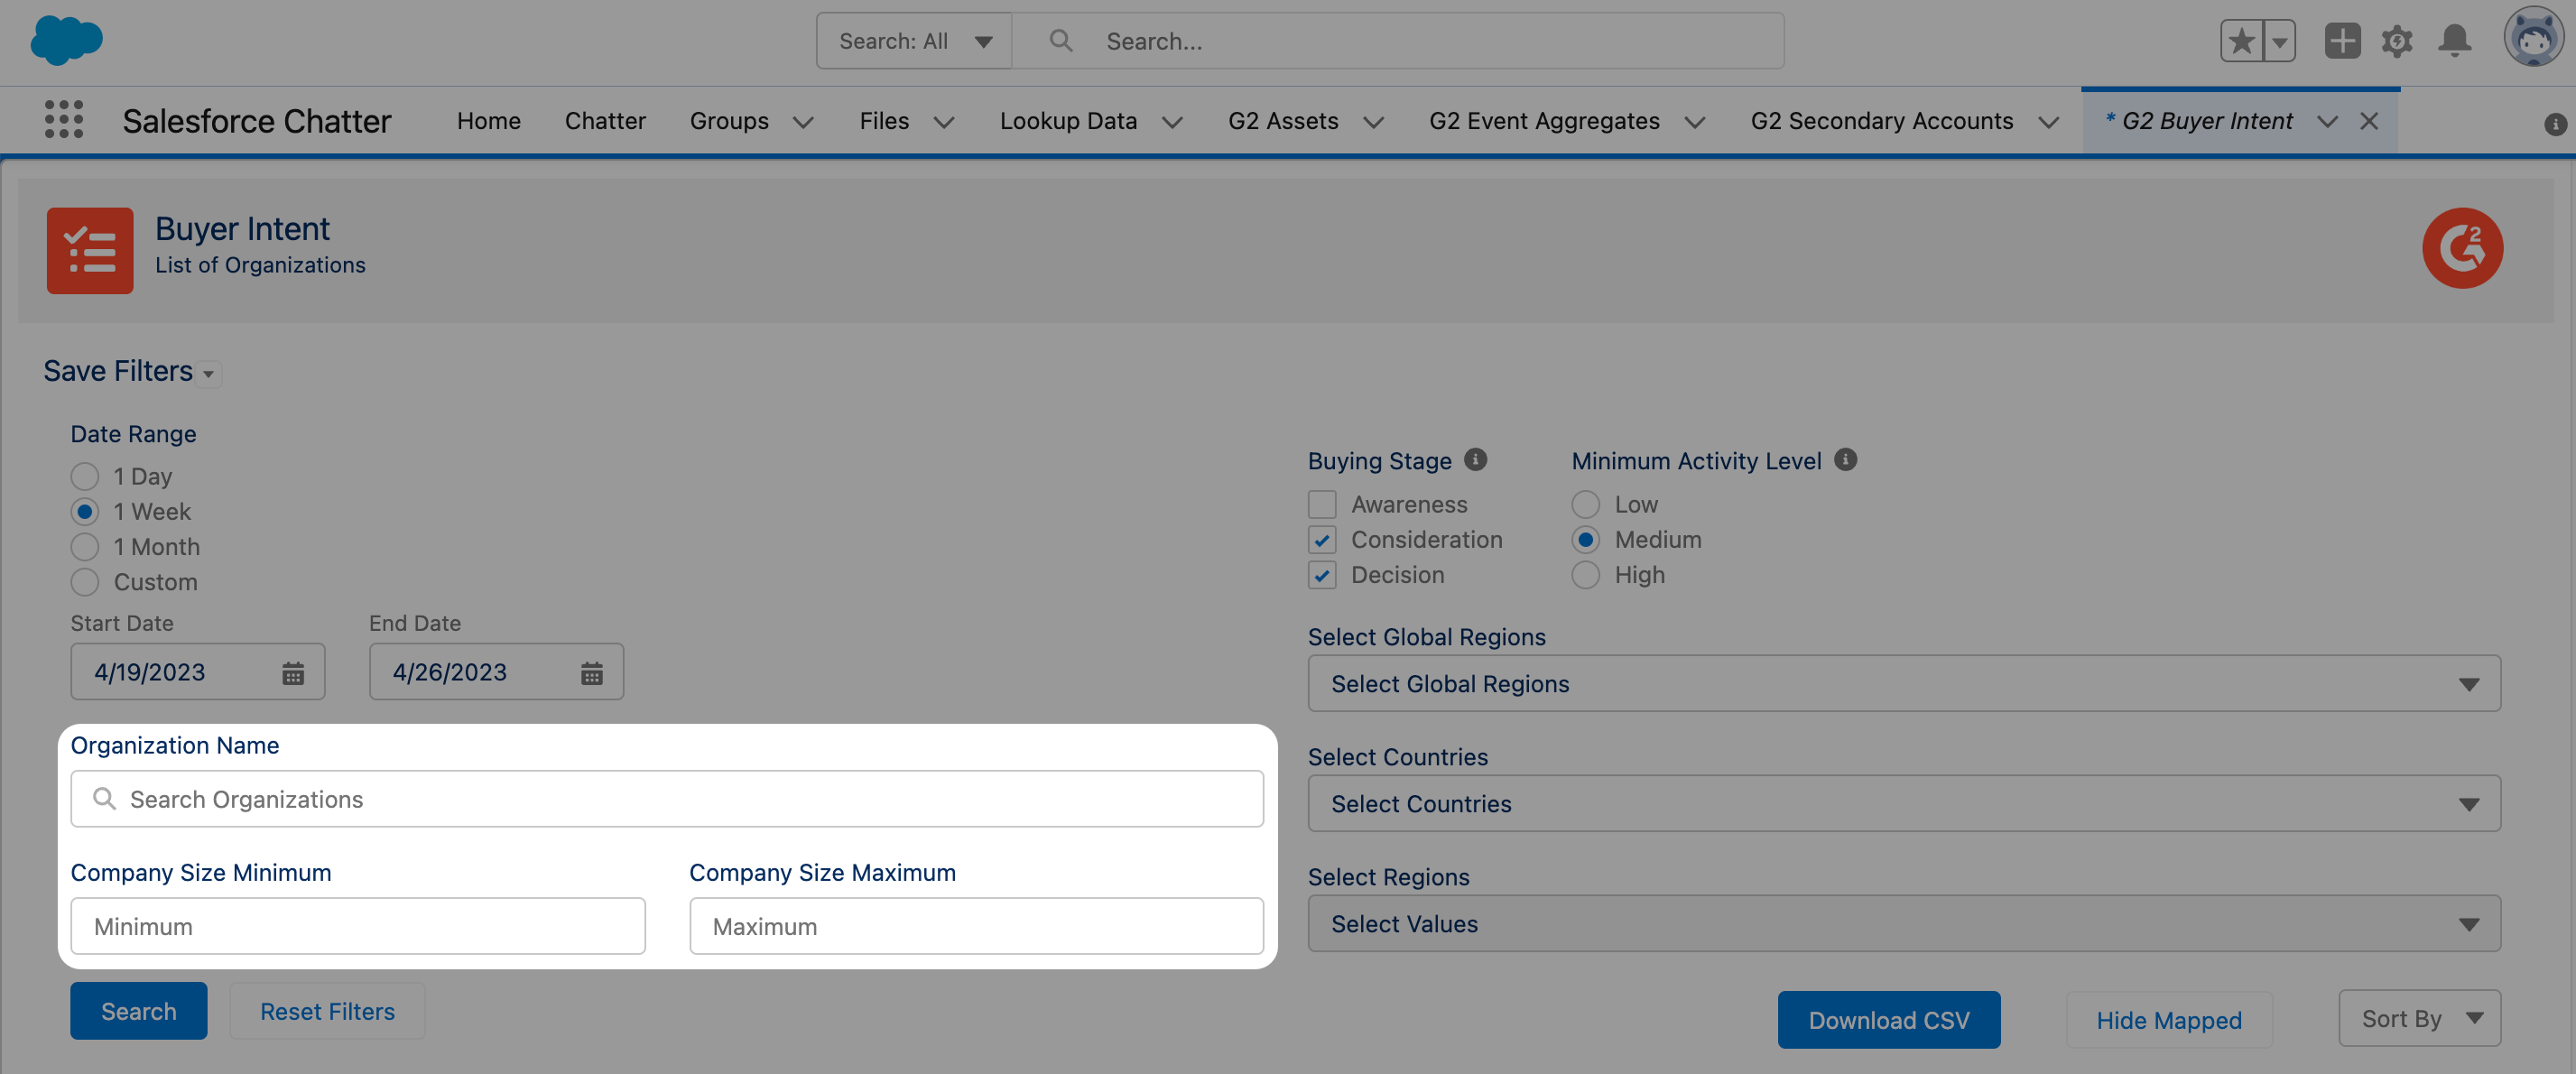 Search: All Search...
Salesforce Chatter Home Chatter Groups Files Lookup Data G2 Assets G2 Event Aggregates G2 Secondary Accounts * G2 Buyer Intent
Buyer Intent
List of Organizations
Save Filters
Date Range
1 Day
1 Week
1 Month
Custom
Start Date End Date
4/19/2023 4/26/2023
Organization Name
Search Organizations
Company Size Minimum Company Size Maximum
Minimum Maximum
Search Reset Filters
Buying Stage Minimum Activity Level
Awareness Low
Consideration Medium
Decision High
Select Global Regions
Select Global Regions
Select Countries
Select Countries
Select Regions
Select Values
Download CSV Hide Mapped Sort By